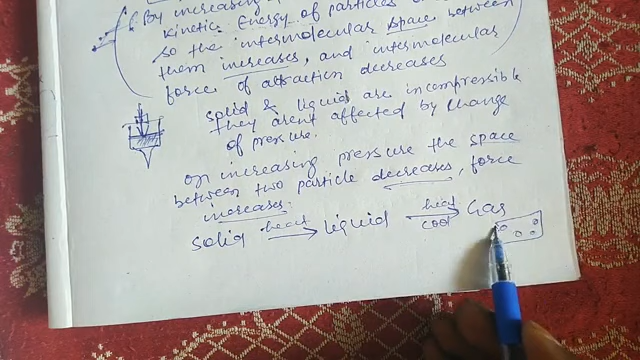 By increasing
kinetic Energy of particles
so the intermolecular space between
them increases, and intermolecular
force of attraction decreases
solid & liquid are incompressible
they aren't affected by change
of pressure.
on increasing pressure the space
between two particle decreases, force
increases.
solid heat liquid heat cool Gas